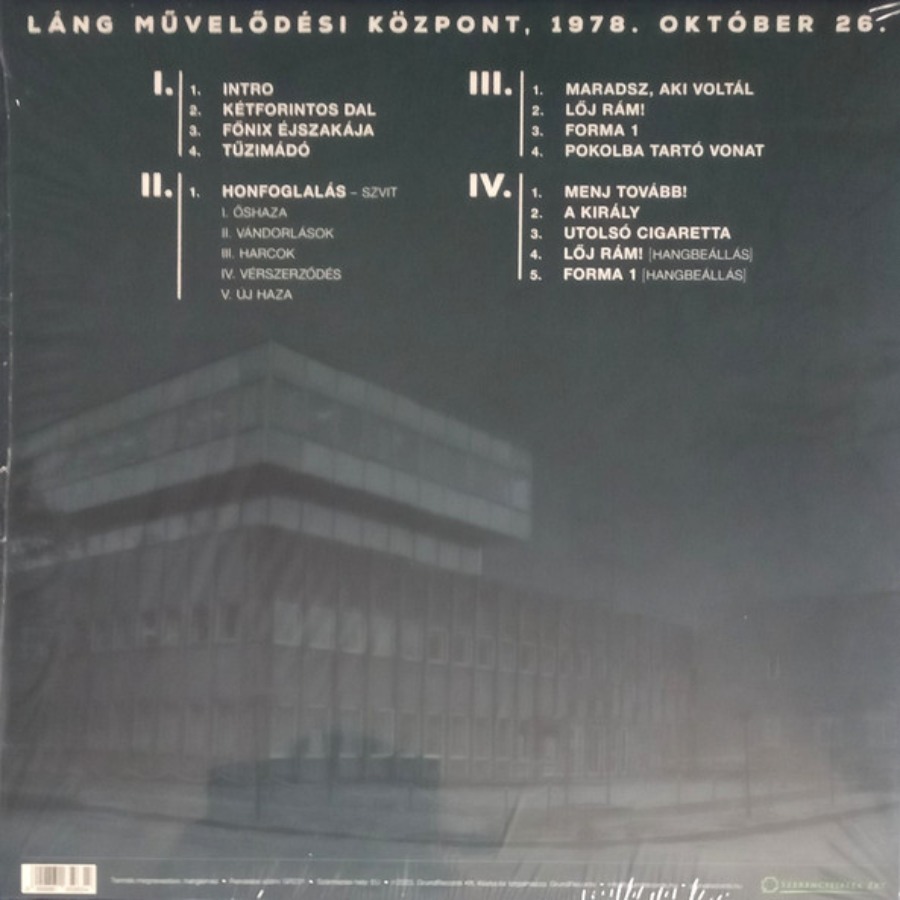 LÁNG MŰVELŐDÉSI KÖZPONT, 1978. OKTÓBER 26.
I.
1. INTRO
2. KÉTFORINTOS DAL
3. FŐNIX ÉJSZAKÁJA
4. TŰZIMÁDÓ
II.
1. HONFOGLALÁS – SZVIT
I. ŐSHAZA
II. VÁNDORLÁSOK
III. HARCOK
IV. VÉRSZERZŐDÉS
V. ÚJ HAZA
III.
1. MARADSZ, AKI VOLTÁL
2. LŐJ RÁM!
3. FORMA 1
4. POKOLBA TARTÓ VONAT
IV.
1. MENJ TOVÁBB!
2. A KIRÁLY
3. UTOLSÓ CIGARETTA
4. LŐJ RÁM! [HANGBEÁLLÁS]
5. FORMA 1 [HANGBEÁLLÁS]